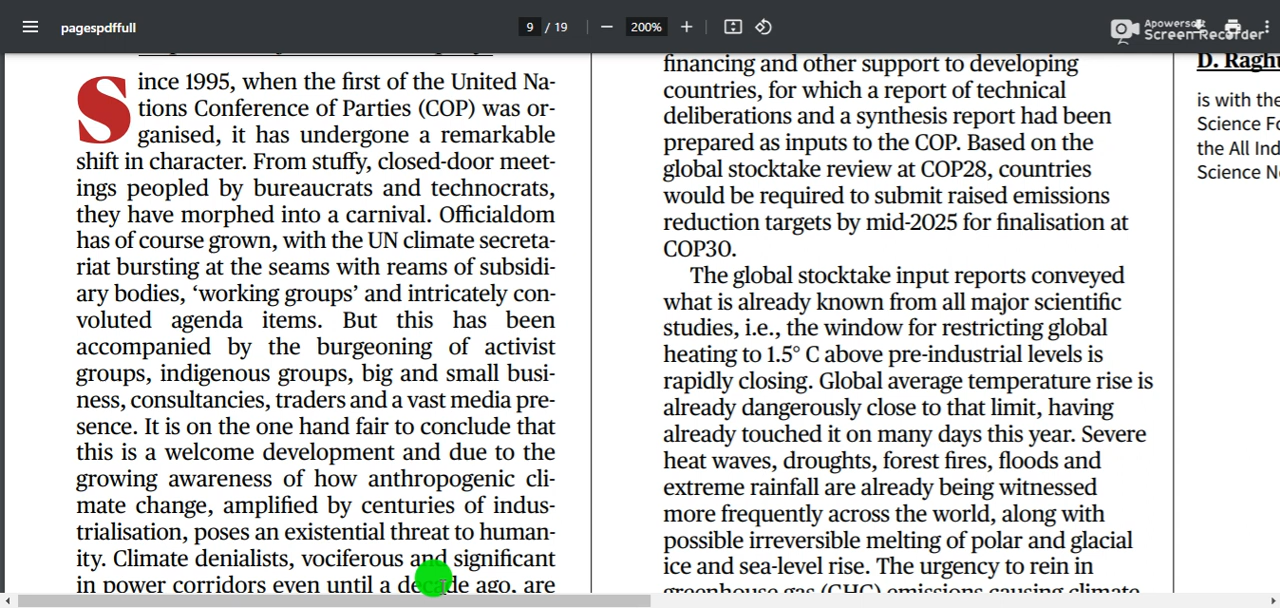 pagespdffull
9 / 19
200%
Apowersoft
Screen Recorder
Since 1995, when the first of the United Na-
tions Conference of Parties (COP) was or-
ganised, it has undergone a remarkable
shift in character. From stuffy, closed-door meet-
ings peopled by bureaucrats and technocrats,
they have morphed into a carnival. Officialdom
has of course grown, with the UN climate secreta-
riat bursting at the seams with reams of subsidi-
ary bodies, ‘working groups’ and intricately con-
voluted agenda items. But this has been
accompanied by the burgeoning of activist
groups, indigenous groups, big and small busi-
ness, consultancies, traders and a vast media pre-
sence. It is on the one hand fair to conclude that
this is a welcome development and due to the
growing awareness of how anthropogenic cli-
mate change, amplified by centuries of indus-
trialisation, poses an existential threat to human-
ity. Climate denialists, vociferous and significant
in power corridors even until a decade ago, are
financing and other support to developing
countries, for which a report of technical
deliberations and a synthesis report had been
prepared as inputs to the COP. Based on the
global stocktake review at COP28, countries
would be required to submit raised emissions
reduction targets by mid-2025 for finalisation at
COP30.
The global stocktake input reports conveyed
what is already known from all major scientific
studies, i.e., the window for restricting global
heating to 1.5° C above pre-industrial levels is
rapidly closing. Global average temperature rise is
already dangerously close to that limit, having
already touched it on many days this year. Severe
heat waves, droughts, forest fires, floods and
extreme rainfall are already being witnessed
more frequently across the world, along with
possible irreversible melting of polar and glacial
ice and sea-level rise. The urgency to rein in
greenhouse gas (GHG) emissions causing climate
D. Raghu
is with the
Science Fo
the All Ind
Science Ne